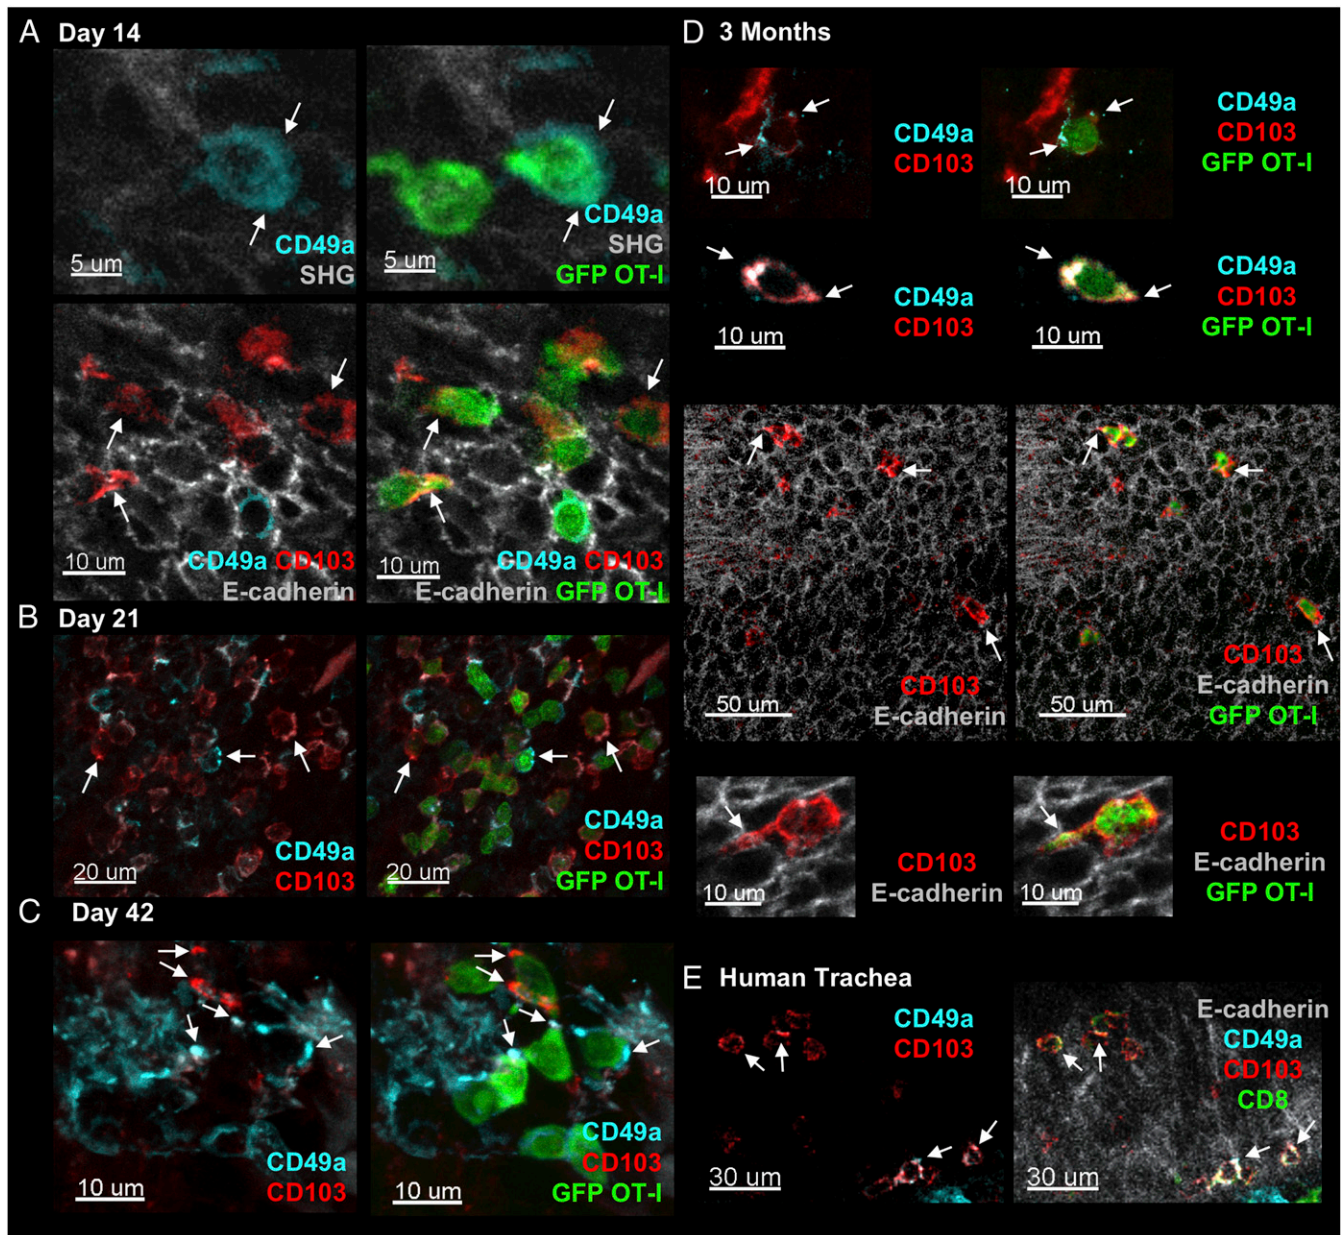 A Day 14
CD49a
SHG
5 um
CD49a
SHG
GFP OT-I
5 um
CD49a CD103
E-cadherin
10 um
CD49a CD103
E-cadherin GFP OT-I
10 um
B Day 21
CD49a
CD103
20 um
CD49a
CD103
GFP OT-I
20 um
C Day 42
CD49a
CD103
10 um
CD49a
CD103
GFP OT-I
10 um
D 3 Months
CD49a
CD103
10 um
CD49a
CD103
GFP OT-I
10 um
CD49a
CD103
10 um
CD49a
CD103
GFP OT-I
10 um
CD103
E-cadherin
50 um
CD103
E-cadherin
GFP OT-I
50 um
CD103
E-cadherin
10 um
CD103
E-cadherin
GFP OT-I
10 um
E Human Trachea
CD49a
CD103
30 um
E-cadherin
CD49a
CD103
CD8
30 um